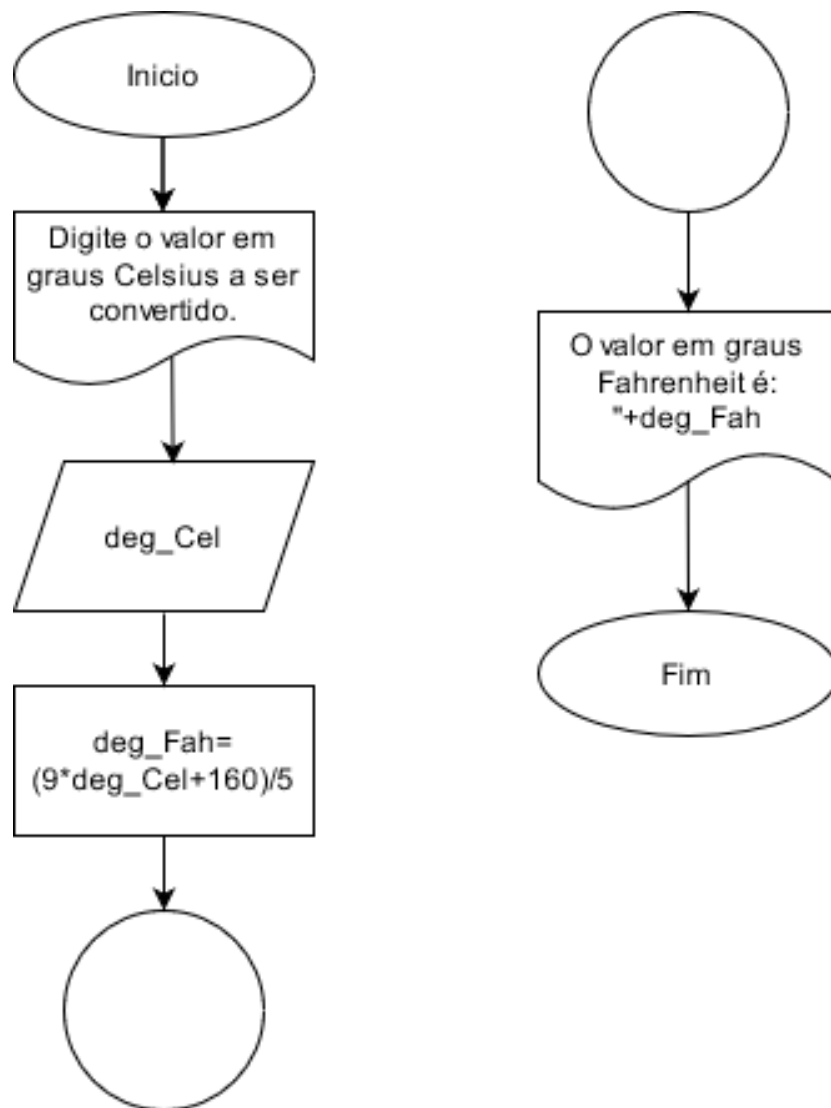 Inicio
Digite o valor em
graus Celsius a ser
convertido.
deg_Cel
deg_Fah=
(9*deg_Cel+160)/5
O valor em graus
Fahrenheit é:
"+deg_Fah
Fim